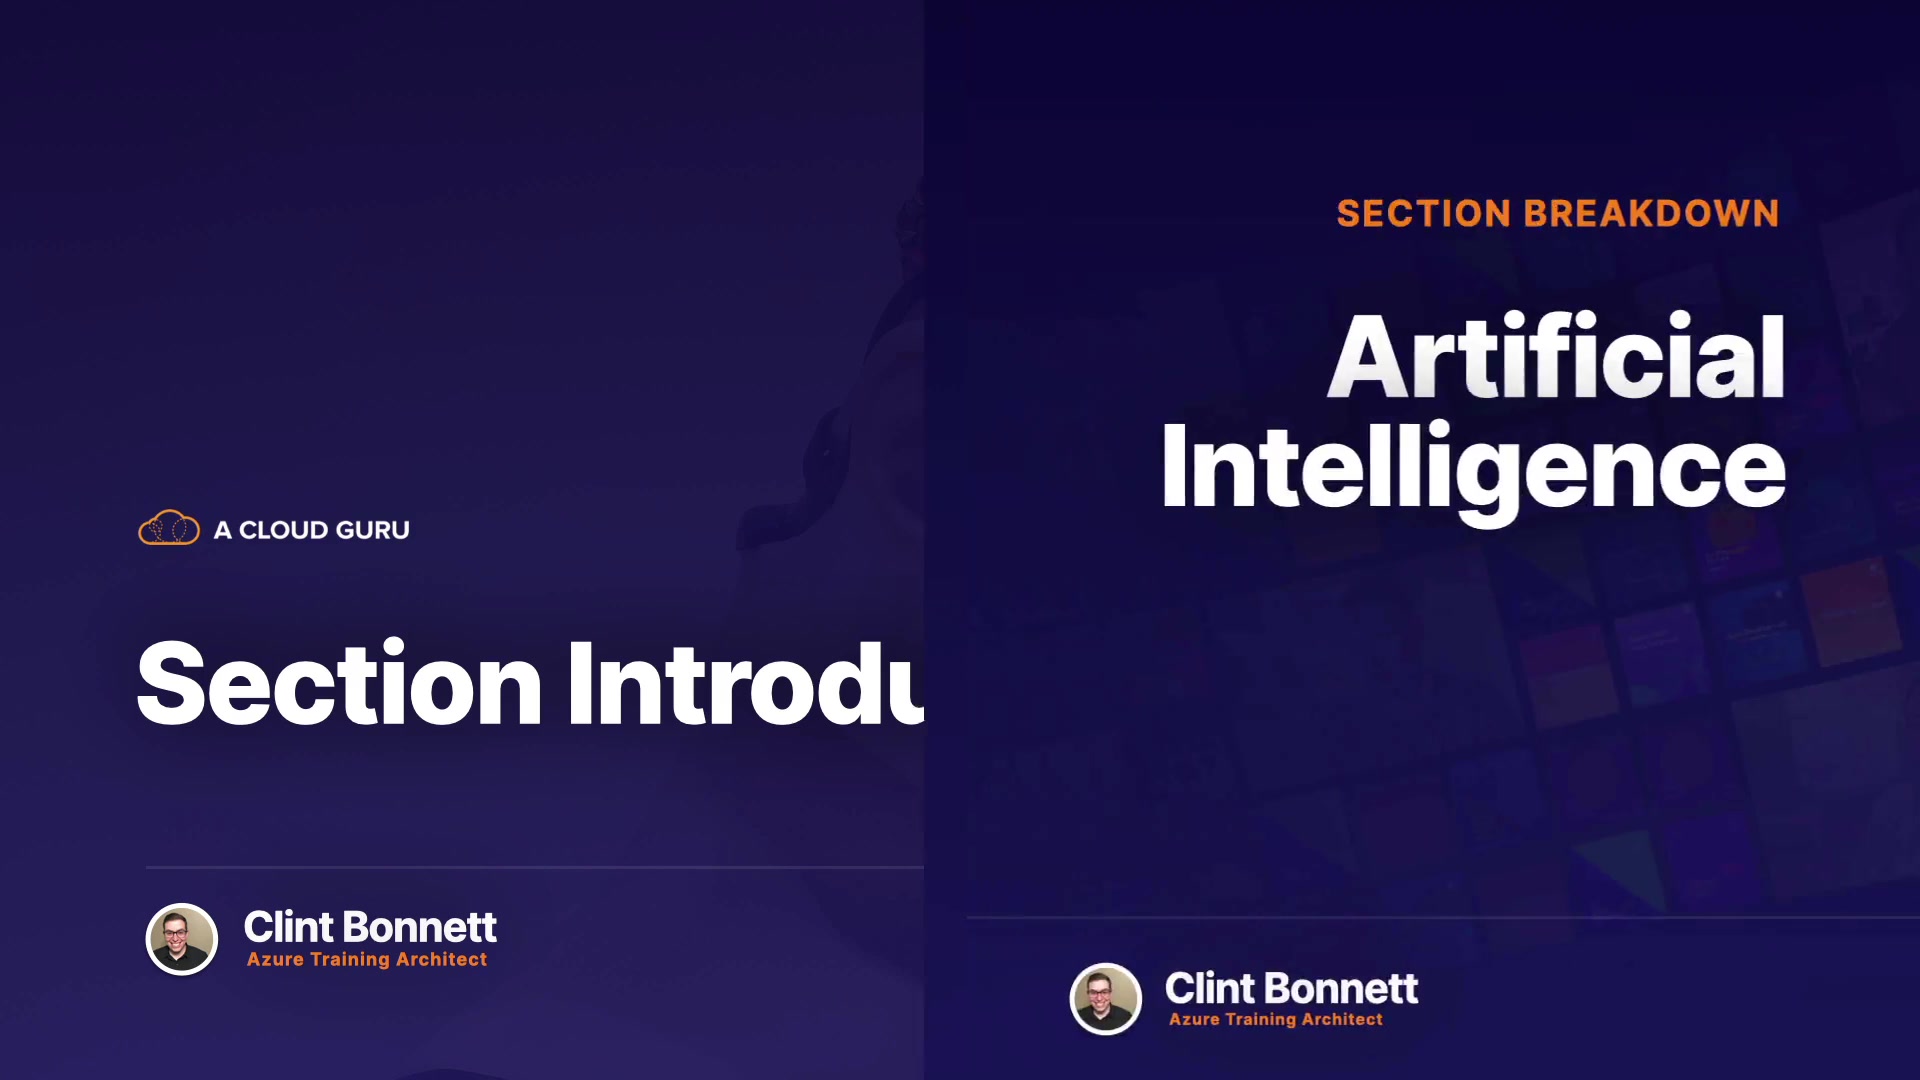 A CLOUD GURU
Section Introdu
Clint Bonnett
Azure Training Architect
SECTION BREAKDOWN
Artificial
Intelligence
Clint Bonnett
Azure Training Architect